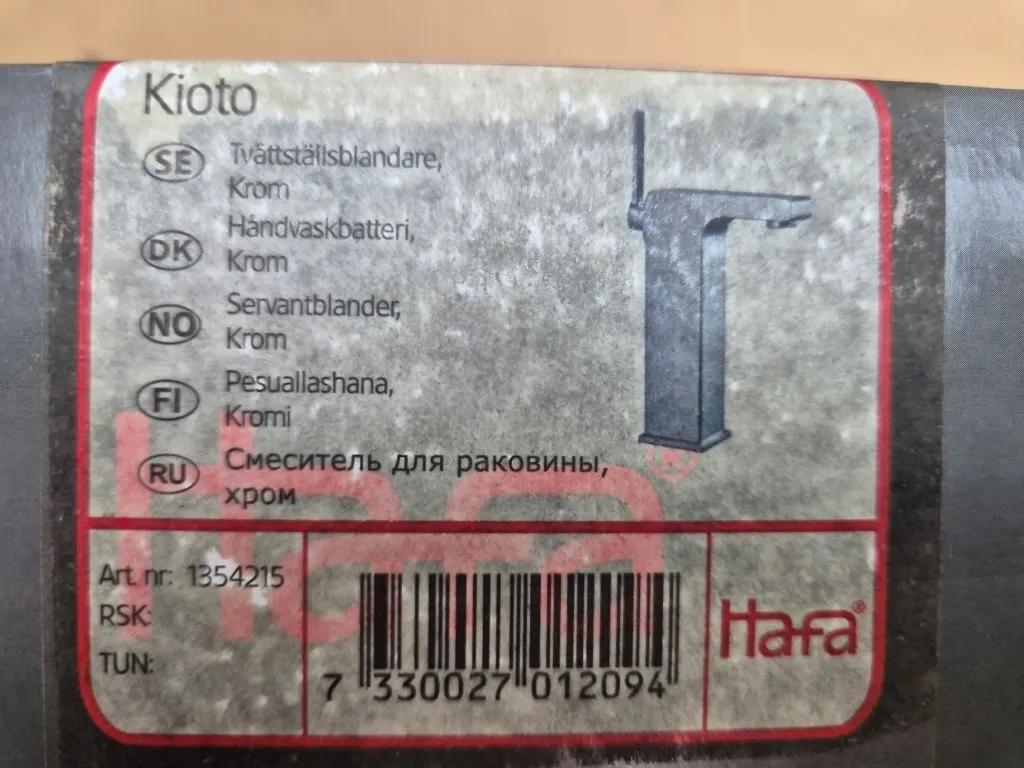 Kioto
SE Tvättställsblandare,
Krom
DK Håndvaskbatteri,
Krom
NO Servantblander,
Krom
FI Pesuallashana,
Kromi
RU Смеситель для раковины,
хром
Hafa®
Art. nr: 1354215
RSK:
TUN:
7 330027 012094
Hafa®